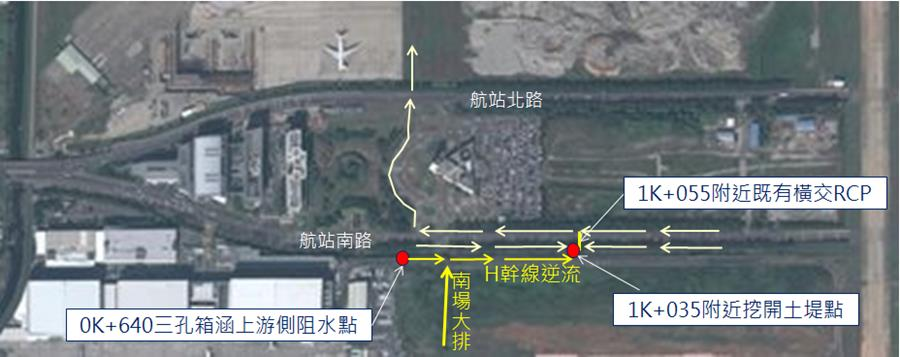 航站北路
1K+055附近既有橫交RCP
航站南路
H幹線逆流
南場大排
0K+640三孔箱涵上游側阻水點
1K+035附近挖開土堤點